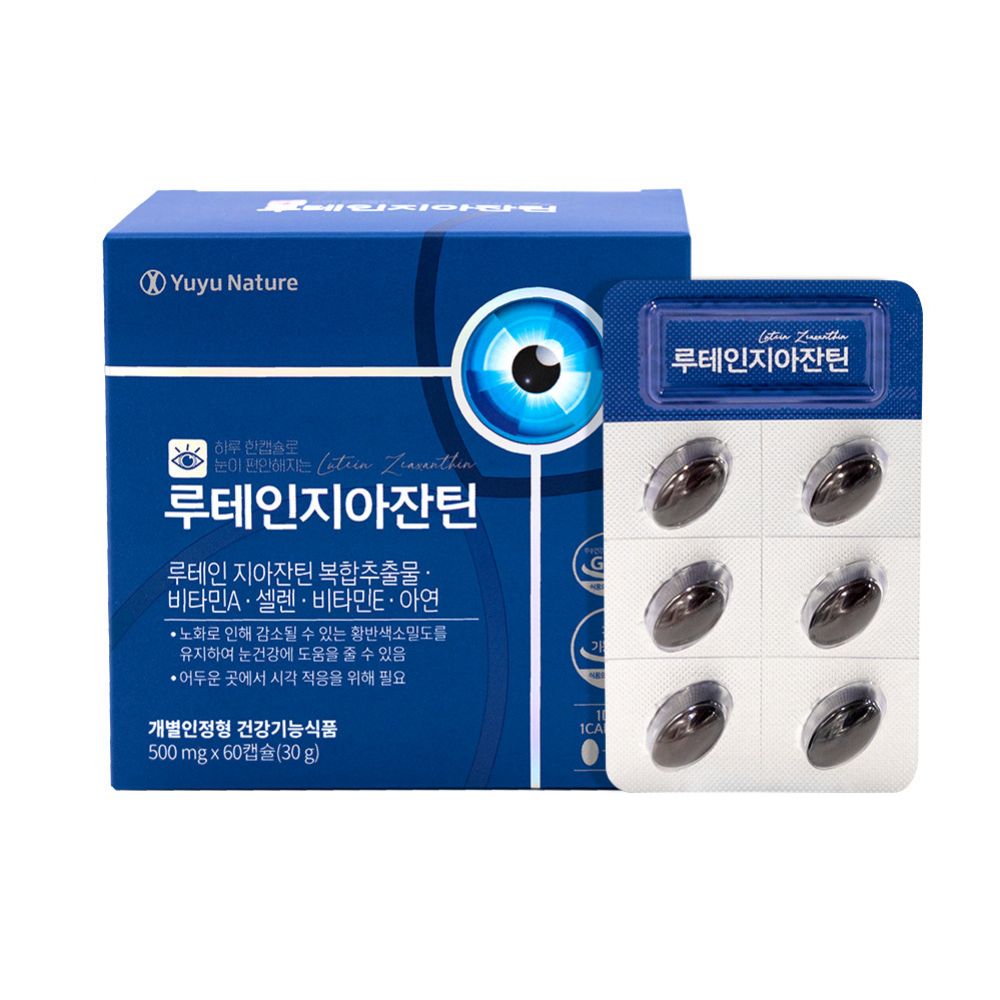 루테인지아잔틴
Yuyu Nature
하루 한캡슐로
눈이 편안해지는 Lutein Zeaxanthin
루테인지아잔틴
루테인 지아잔틴 복합추출물 ·
비타민A · 셀렌 · 비타민E · 아연
• 노화로 인해 감소될 수 있는 황반색소밀도를
유지하여 눈건강에 도움을 줄 수 있음
• 어두운 곳에서 시각 적응을 위해 필요
개별인정형 건강기능식품
500 mg x 60캡슐(30 g)
Lutein Zeaxanthin
루테인지아잔틴